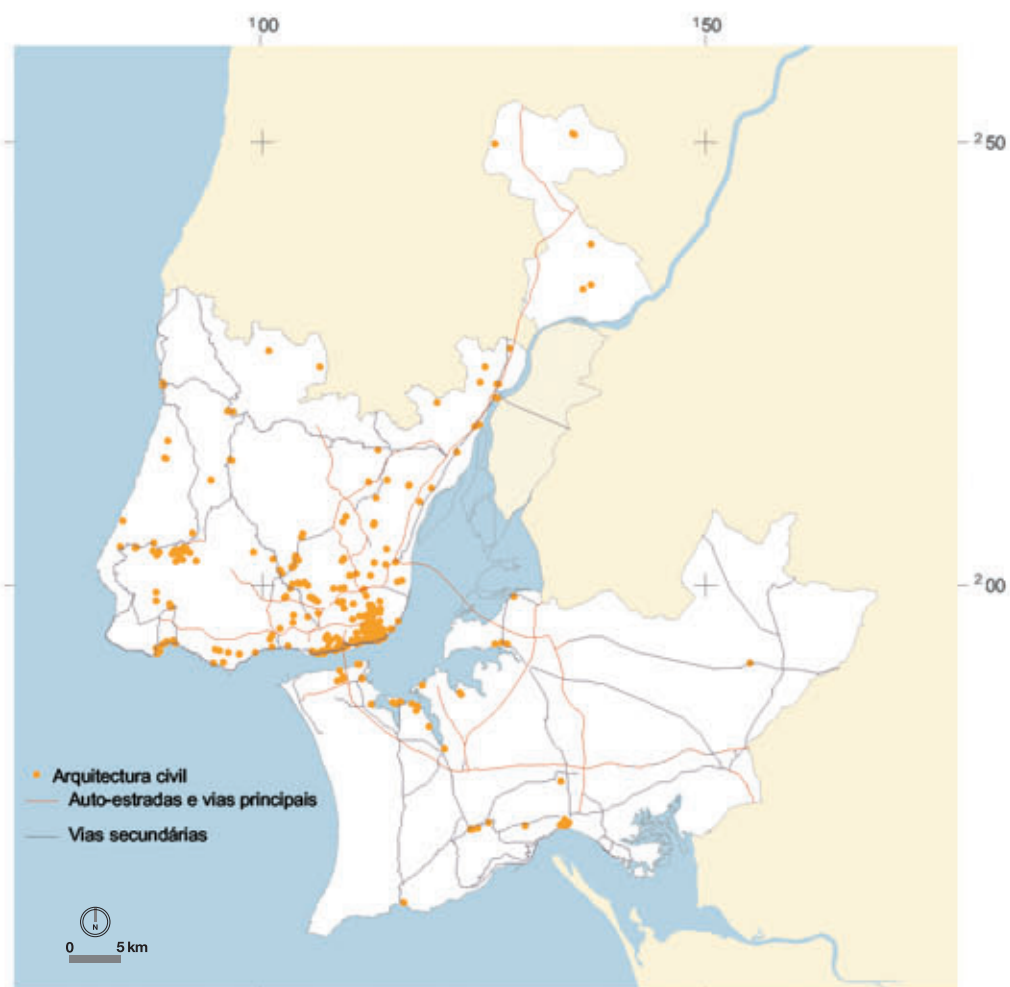 100
150
250
200
Arquitectura civil
Auto-estradas e vias principais
Vias secundárias
N
0 5 km